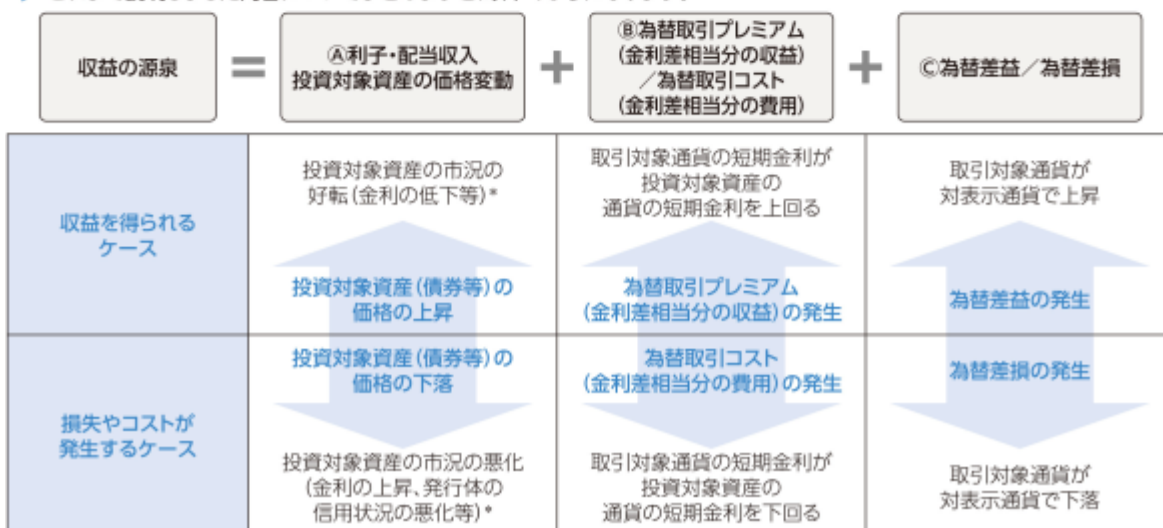 収益の源泉
=
Ⓐ利子・配当収入
投資対象資産の価格変動
+
Ⓑ為替取引プレミアム
(金利差相当分の収益)
/為替取引コスト
(金利差相当分の費用)
+
Ⓒ為替差益/為替差損
収益を得られる
ケース
投資対象資産の市況の
好転(金利の低下等)*
投資対象資産(債券等)の
価格の上昇
取引対象通貨の短期金利が
投資対象資産の
通貨の短期金利を上回る
為替取引プレミアム
(金利差相当分の収益)の発生
取引対象通貨が
対表示通貨で上昇
為替差益の発生
損失やコストが
発生するケース
投資対象資産(債券等)の
価格の下落
投資対象資産の市況の悪化
(金利の上昇、発行体の
信用状況の悪化等)*
為替取引コスト
(金利差相当分の費用)の発生
取引対象通貨の短期金利が
投資対象資産の
通貨の短期金利を下回る
為替差損の発生
取引対象通貨が
対表示通貨で下落